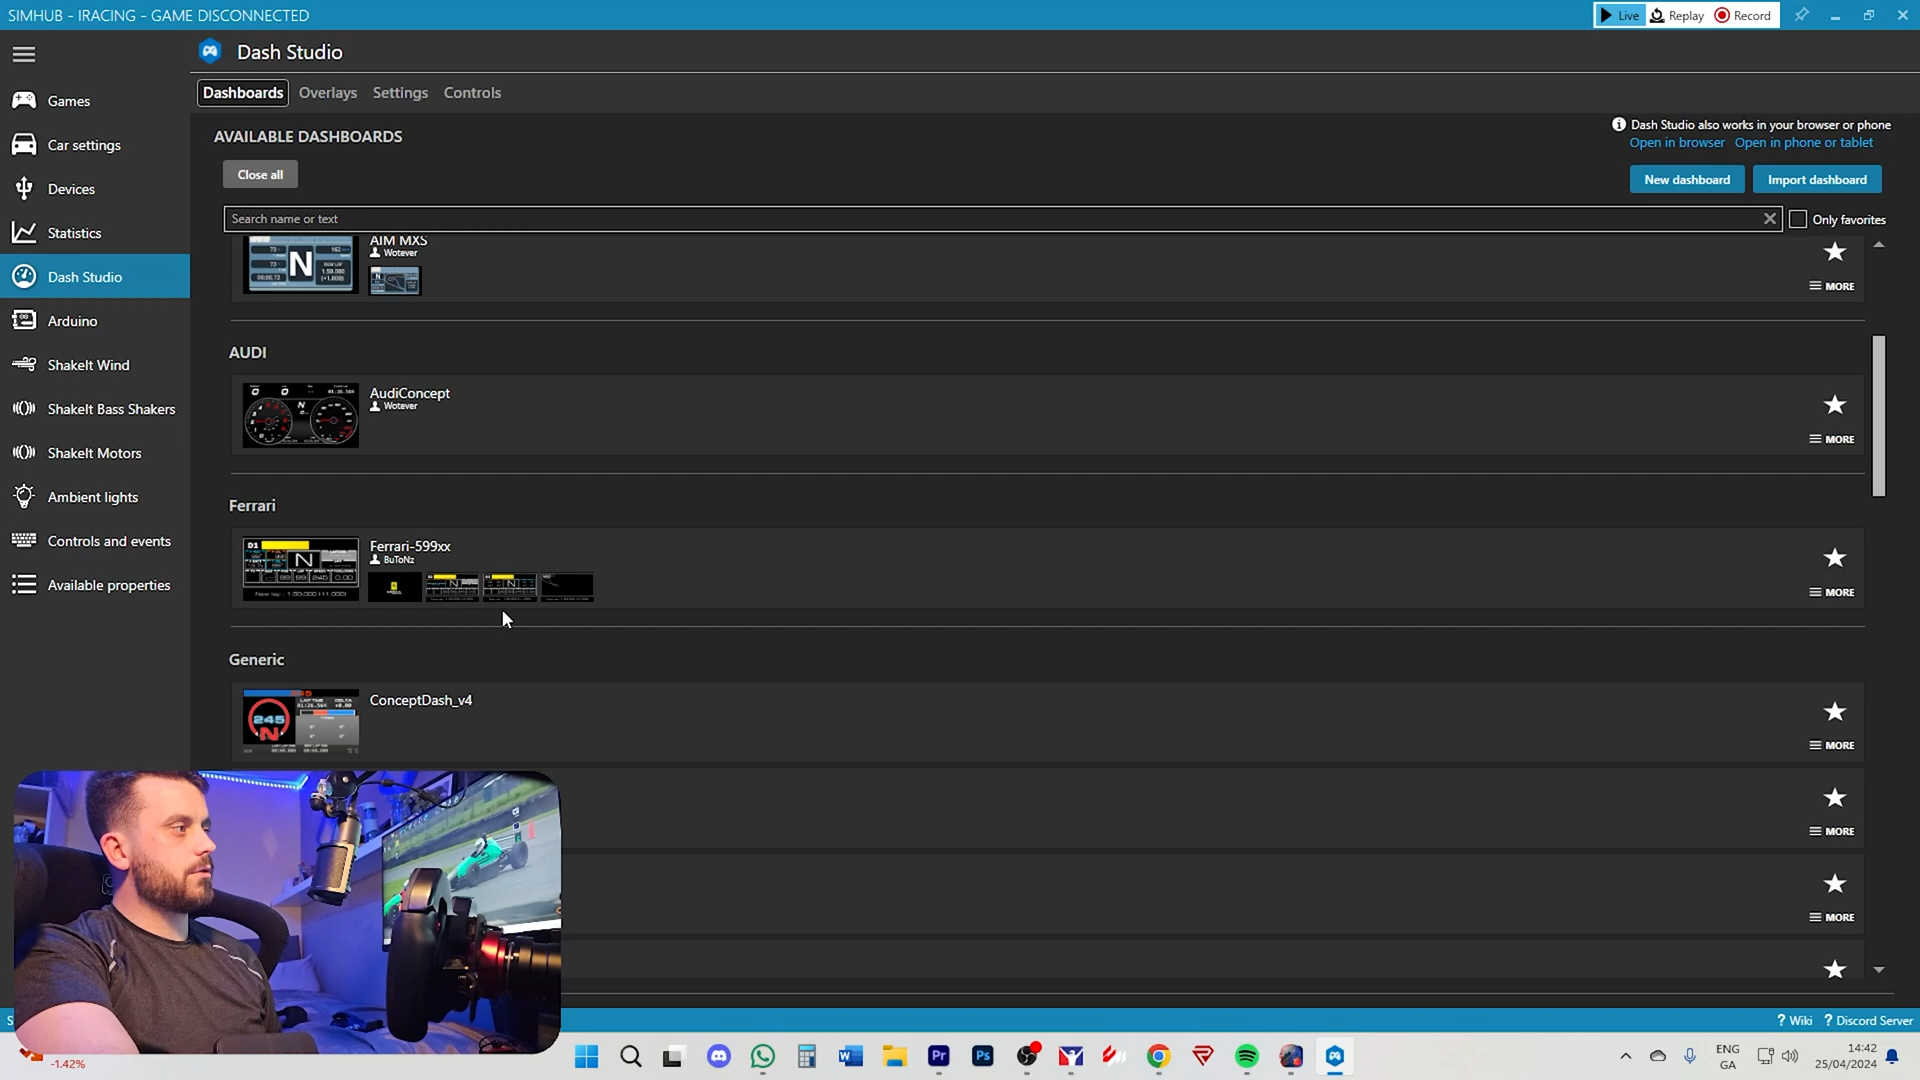 SIMHUB - IRACING - GAME DISCONNECTED
Live Replay Record
Dash Studio
Dashboards Overlays Settings Controls
Games
Car settings
Devices
Statistics
Dash Studio
Arduino
ShakeIt Wind
ShakeIt Bass Shakers
ShakeIt Motors
Ambient lights
Controls and events
Available properties
AVAILABLE DASHBOARDS
Dash Studio also works in your browser or phone
Open in browser Open in phone or tablet
Close all
New dashboard Import dashboard
Search name or text
Only favorites
AIM MXS
Wotever
MORE
AUDI
AudiConcept
Wotever
MORE
Ferrari
Ferrari-599xx
BuToNz
MORE
Generic
ConceptDash_v4
MORE
MORE
MORE
? Wiki ? Discord Server
-1.42%
ENG
GA
14:42
25/04/2024